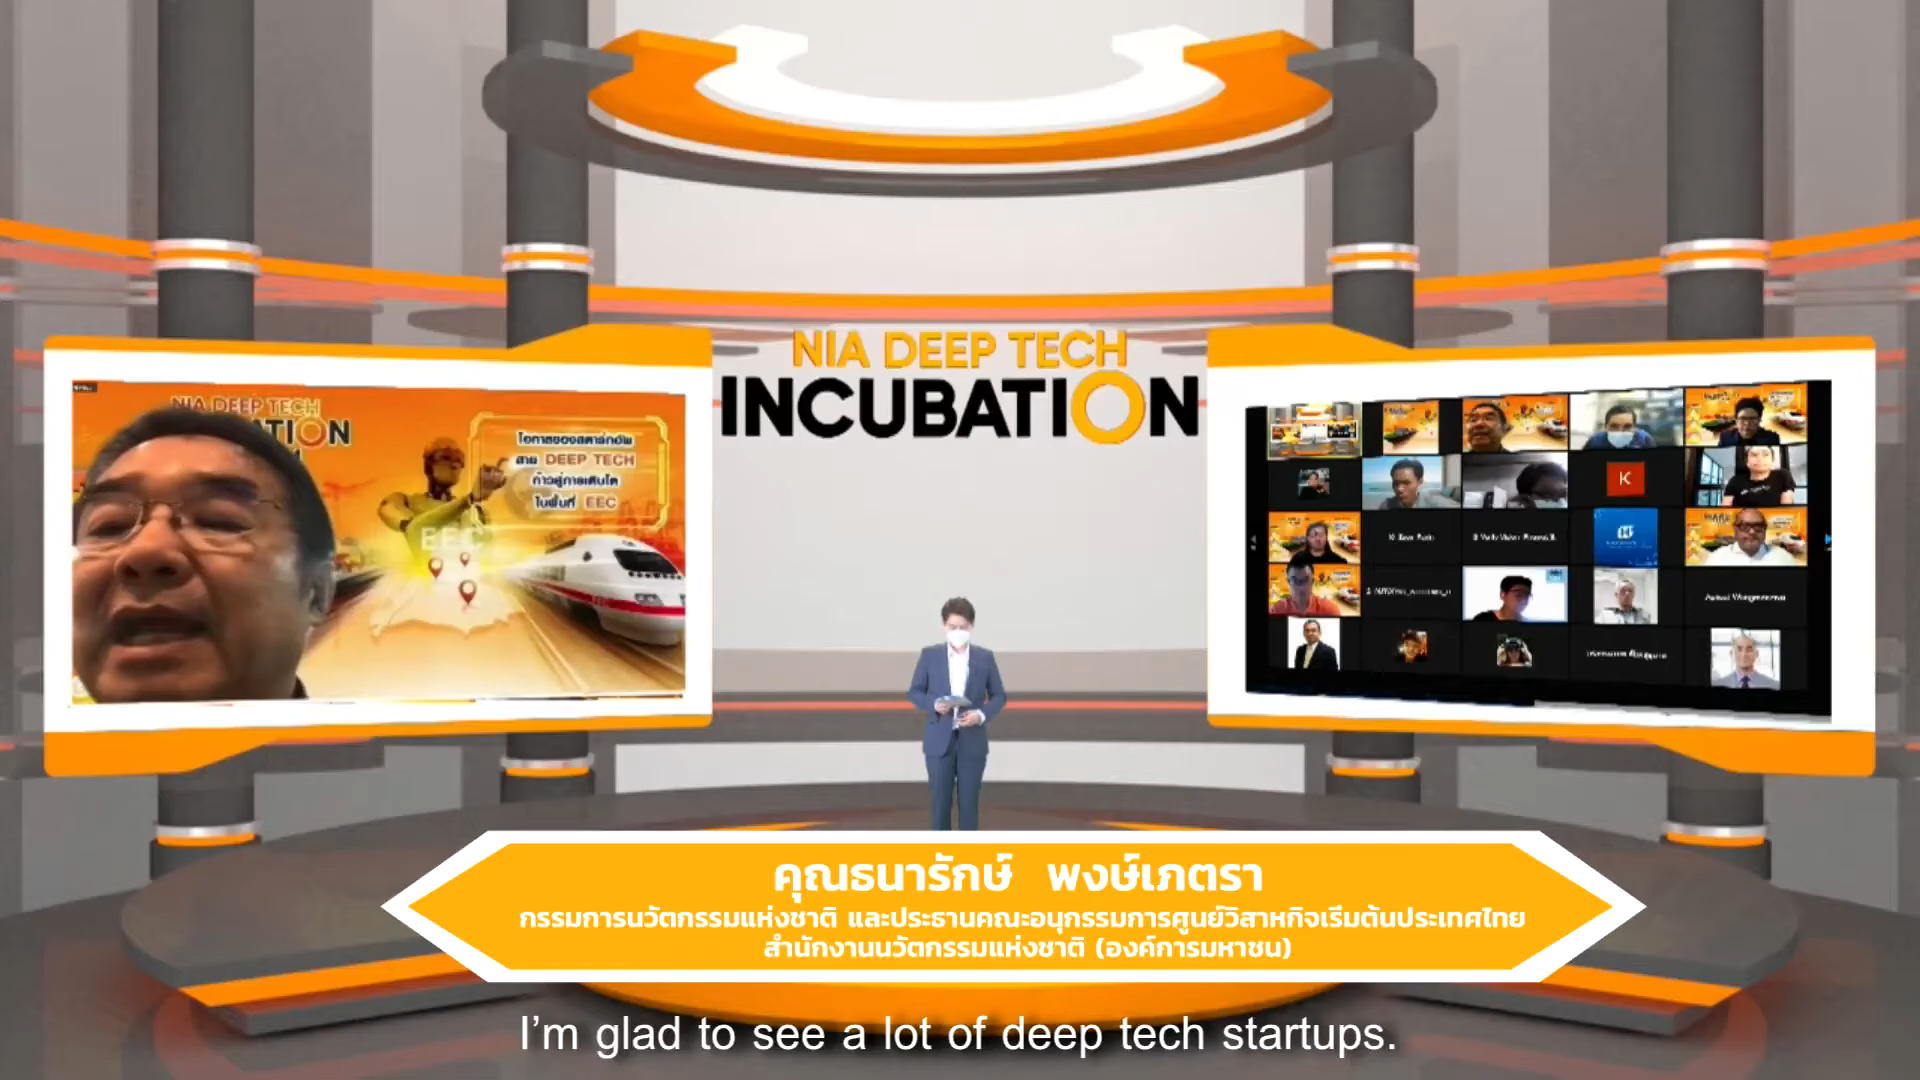 NIA DEEP TECH
INCUBATION
NIA DEEP TECH
ATION
โอกาสของสตาร์ทอัพ
สาย DEEP TECH
ก้าวสู่การเติบโต
ในพื้นที่ EEC
EEC
K
คุณธนารักษ์ พงษ์เภตรา
กรรมการนวัตกรรมแห่งชาติ และประธานคณะอนุกรรมการศูนย์วิสาหกิจเริ่มต้นประเทศไทย
สำนักงานนวัตกรรมแห่งชาติ (องค์การมหาชน)
I’m glad to see a lot of deep tech startups.